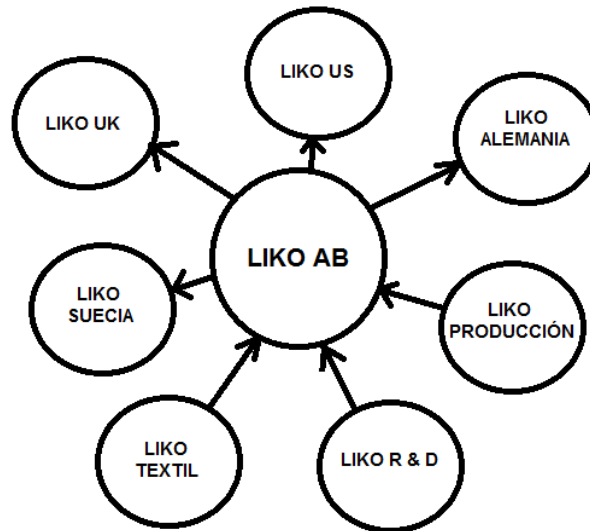 LIKO US
LIKO UK
LIKO
ALEMANIA
LIKO AB
LIKO
SUECIA
LIKO
PRODUCCIÓN
LIKO
TEXTIL
LIKO R & D